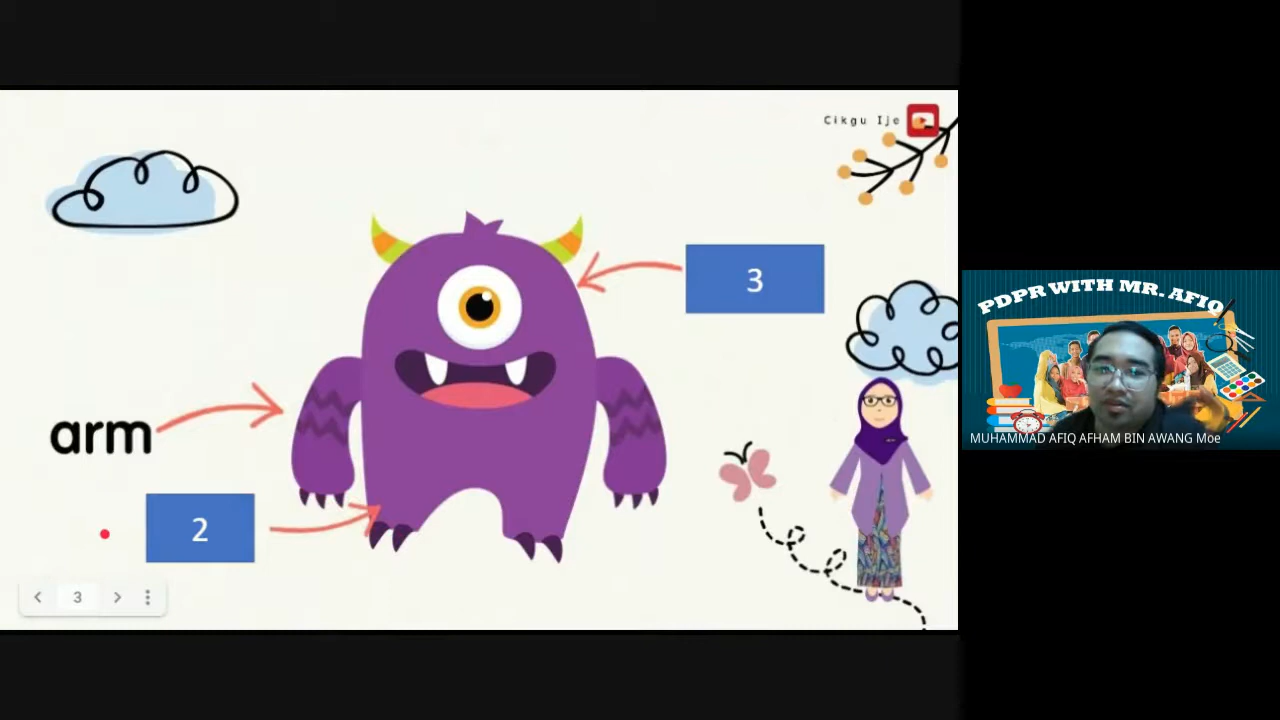 Cikgu Ije
3
arm
2
3
PDPR WITH MR. AFIQ
MUHAMMAD AFIQ AFHAM BIN AWANG Moe